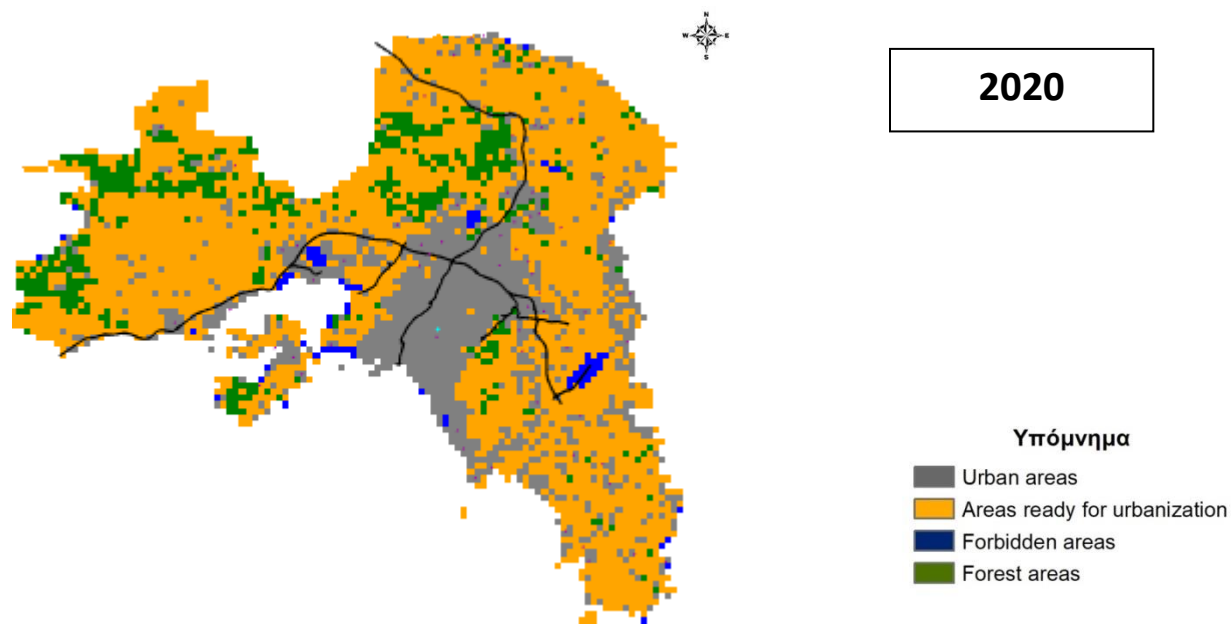 N
W E
S
2020
Υπόμνημα
Urban areas
Areas ready for urbanization
Forbidden areas
Forest areas